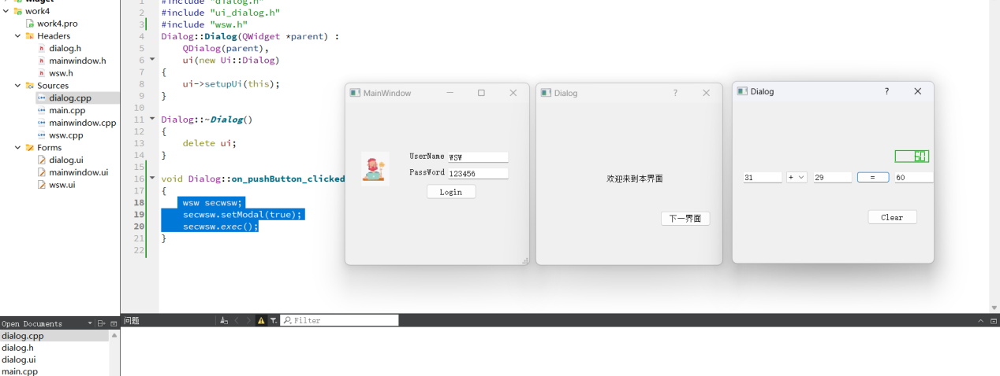 work4
work4.pro
Headers
dialog.h
mainwindow.h
wsw.h
Sources
dialog.cpp
main.cpp
mainwindow.cpp
wsw.cpp
Forms
dialog.ui
mainwindow.ui
wsw.ui
1 #include "dialog.h"
2 #include "ui_dialog.h"
3 #include "wsw.h"
4 Dialog::Dialog(QWidget *parent) :
5 QDialog(parent),
6 ui(new Ui::Dialog)
7 {
8 ui->setupUi(this);
9 }
10
11 Dialog::~Dialog()
12 {
13 delete ui;
14 }
15
16 void Dialog::on_pushButton_clicked
17 {
18 wsw secwsw;
19 secwsw.setModal(true);
20 secwsw.exec();
21 }
22
MainWindow
UserName wsw
PassWord 123456
Login
Dialog ?
欢迎来到本界面
下一界面
Dialog ?
60
31 + 29 = 60
Clear
Open Documents
dialog.cpp
dialog.h
dialog.ui
main.cpp
问题 Filter